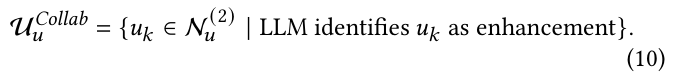 𝒰_u^{Collab} = {u_k ∈ 𝒩_u^{(2)} | LLM identifies u_k as enhancement}.
(10)